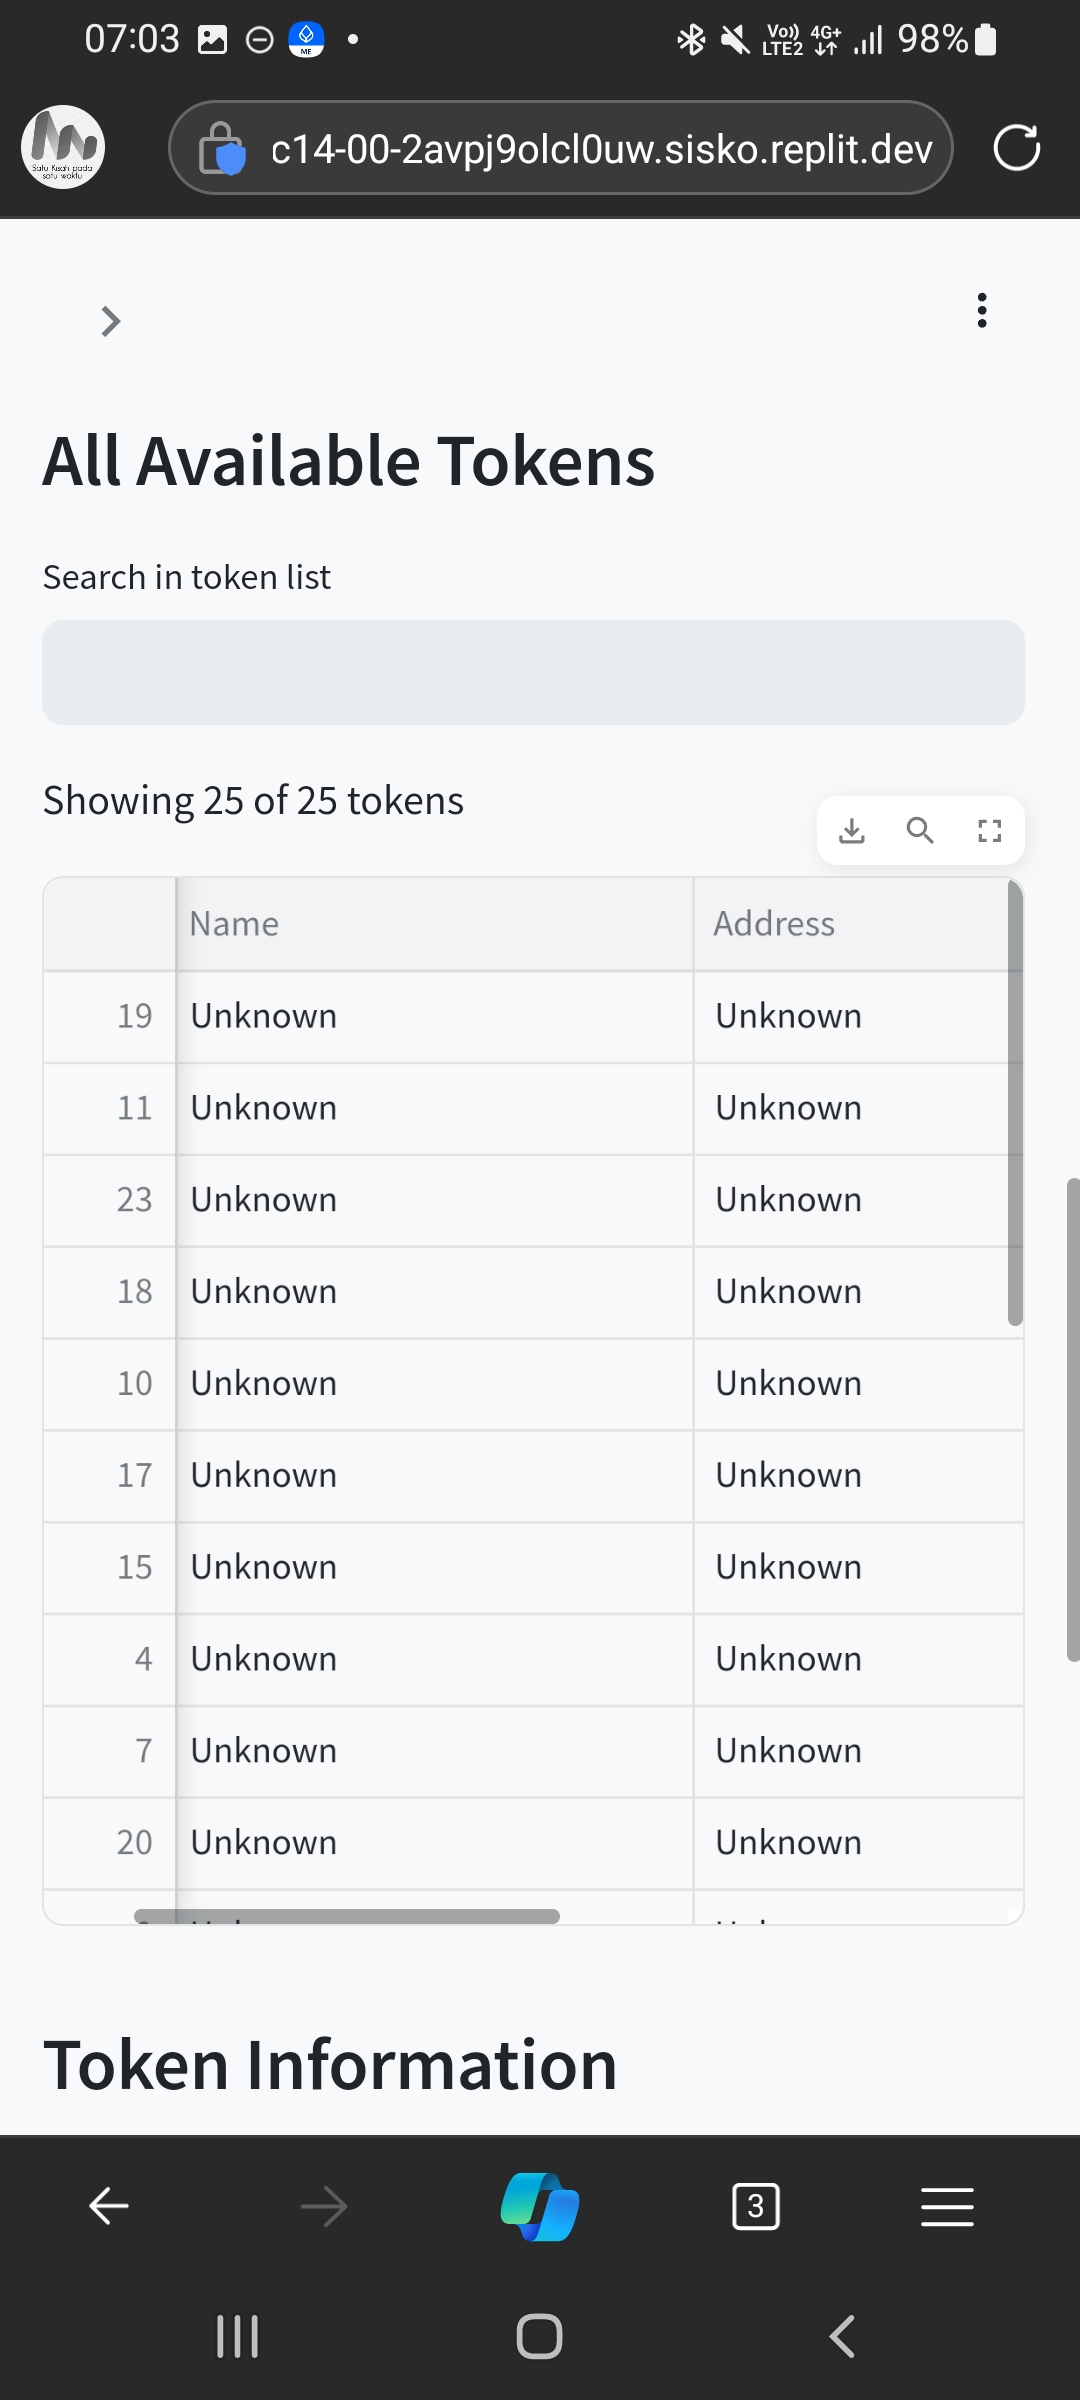 07:03
ME
Vo))
LTE2
4G+
98%
Satu Kisah pada
satu waktu
c14-00-2avpj9olcl0uw.sisko.replit.dev
All Available Tokens
Search in token list
Showing 25 of 25 tokens
Name Address
19 Unknown Unknown
11 Unknown Unknown
23 Unknown Unknown
18 Unknown Unknown
10 Unknown Unknown
17 Unknown Unknown
15 Unknown Unknown
4 Unknown Unknown
7 Unknown Unknown
20 Unknown Unknown
Token Information
3